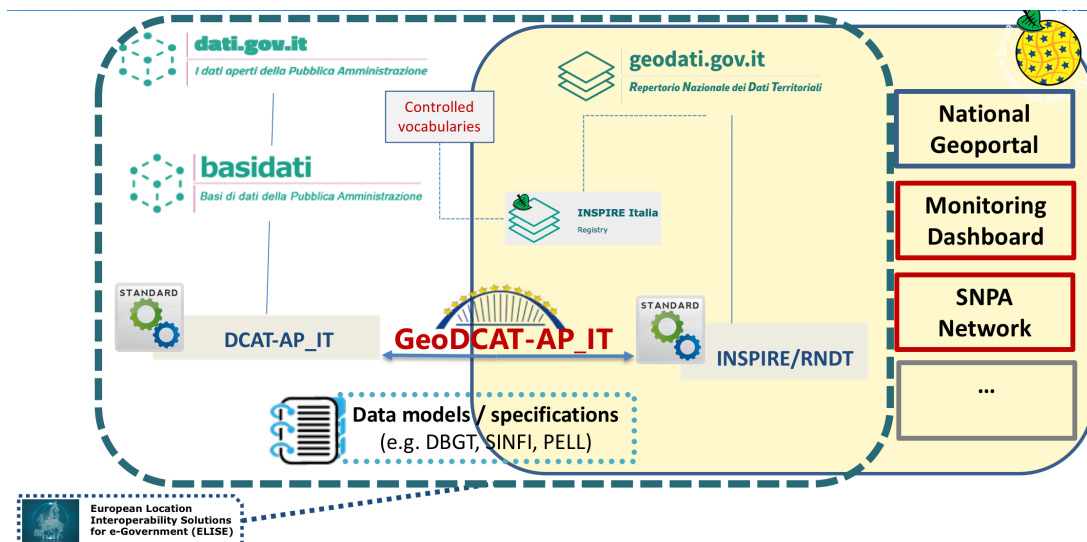 dati.gov.it
I dati aperti della Pubblica Amministrazione
geodati.gov.it
Repertorio Nazionale dei Dati Territoriali
Controlled
vocabularies
basidati
Basi di dati della Pubblica Amministrazione
INSPIRE Italia
Registry
National
Geoportal
Monitoring
Dashboard
SNPA
Network
...
STANDARD
DCAT-AP_IT
GeoDCAT-AP_IT
STANDARD
INSPIRE/RNDT
Data models / specifications
(e.g. DBGT, SINFI, PELL)
European Location
Interoperability Solutions
for e-Government (ELISE)